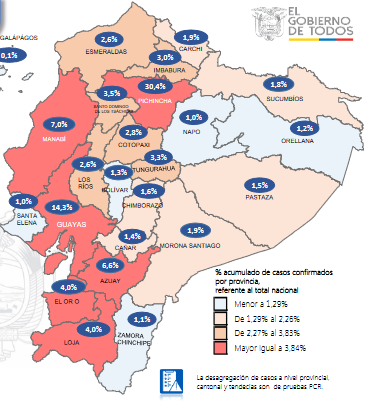 EL
GOBIERNO
DE TODOS
GALÁPAGOS
0,1%
2,6%
ESMERALDAS
1,9%
CARCHI
3,0%
IMBABURA
3,5%
SANTO DOMINGO
DE LOS TSÁCHILAS
30,4%
PICHINCHA
1,8%
SUCUMBÍOS
7,0%
MANABÍ
2,8%
COTOPAXI
1,0%
NAPO
1,2%
ORELLANA
2,6%
LOS
RÍOS
3,3%
TUNGURAHUA
1,3%
BOLÍVAR
1,6%
CHIMBORAZO
1,5%
PASTAZA
1,0%
SANTA
ELENA
14,3%
GUAYAS
1,4%
CAÑAR
1,9%
MORONA SANTIAGO
6,6%
AZUAY
4,0%
EL ORO
4,0%
LOJA
1,1%
ZAMORA
CHINCHIPE
% acumulado de casos confirmados
por provincia,
referente al total nacional
Menor a 1,29%
De 1,29% al 2,26%
De 2,27% al 3,83%
Mayor igual a 3,84%
La desagregación de casos a nivel provincial,
cantonal y tendecias son de pruebas PCR.